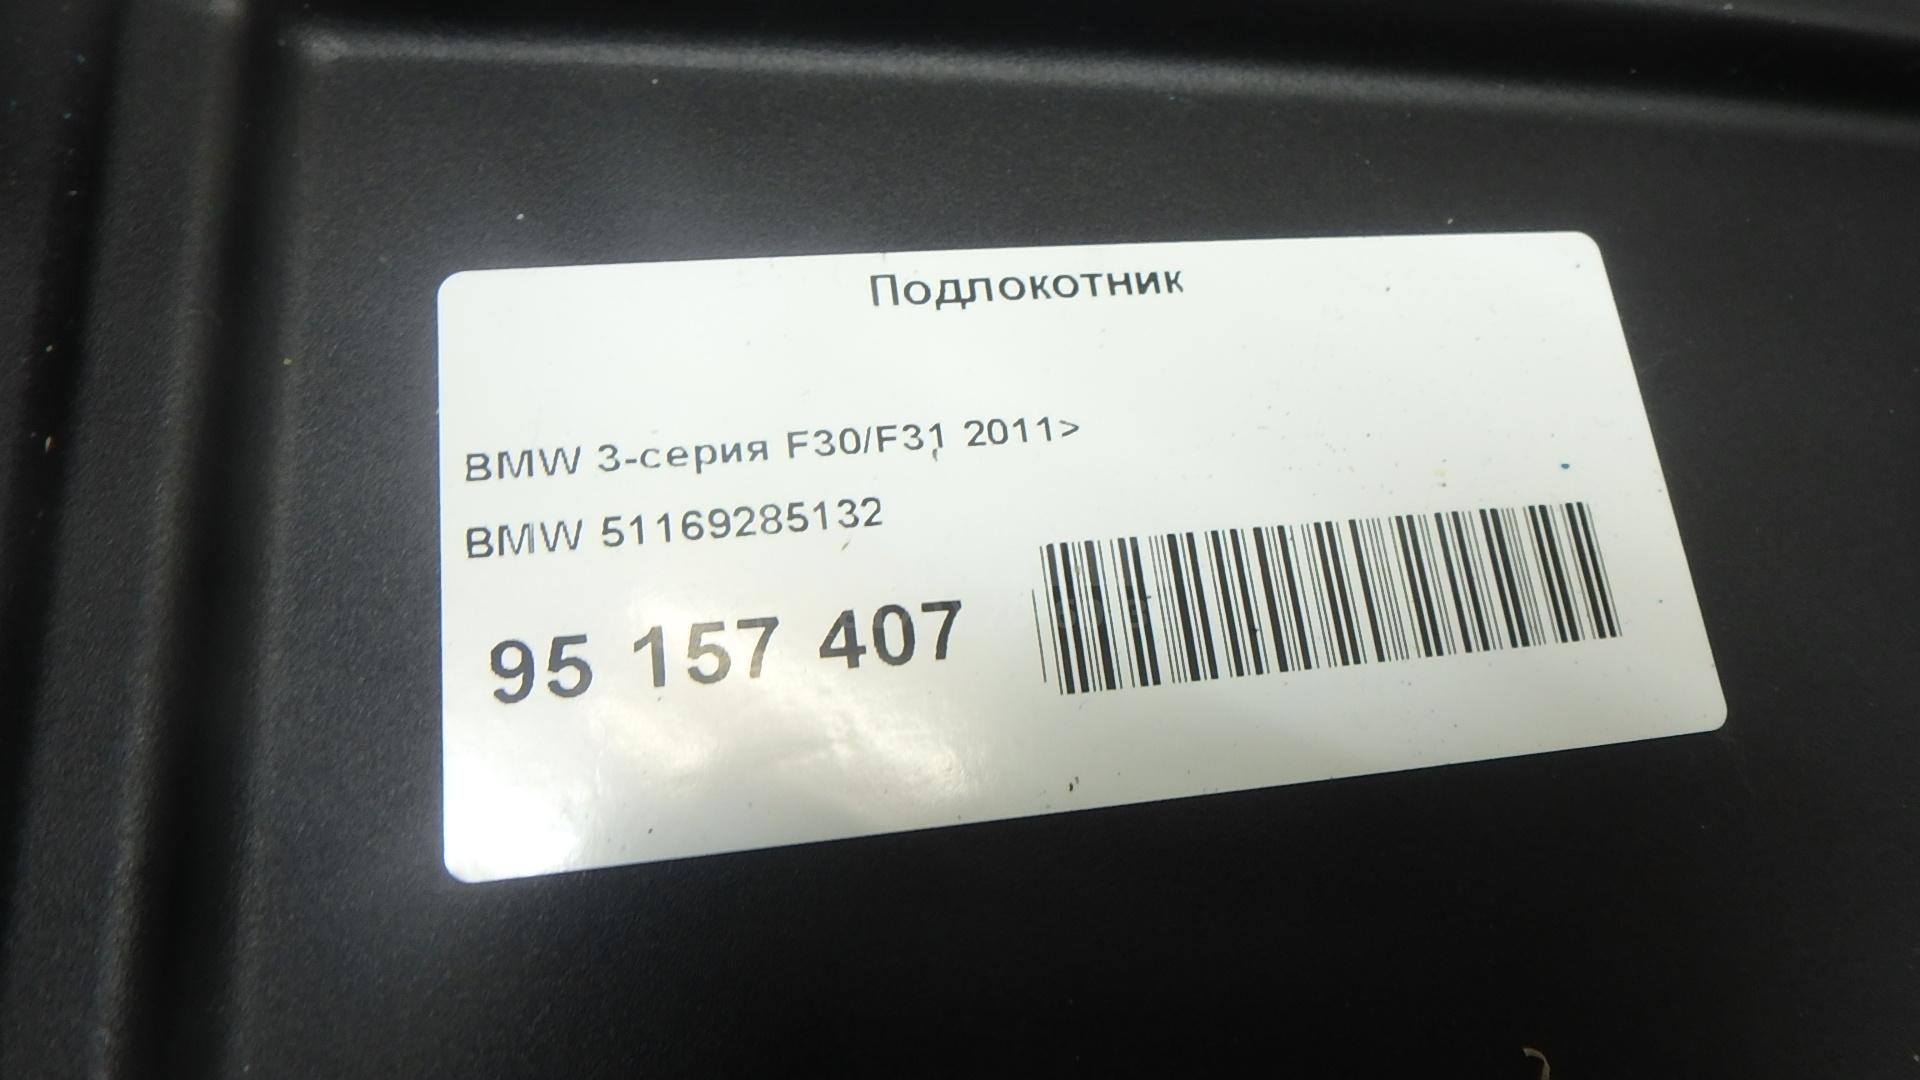 Подлокотник
BMW 3-серия F30/F31 2011>
BMW 51169285132
95 157 407